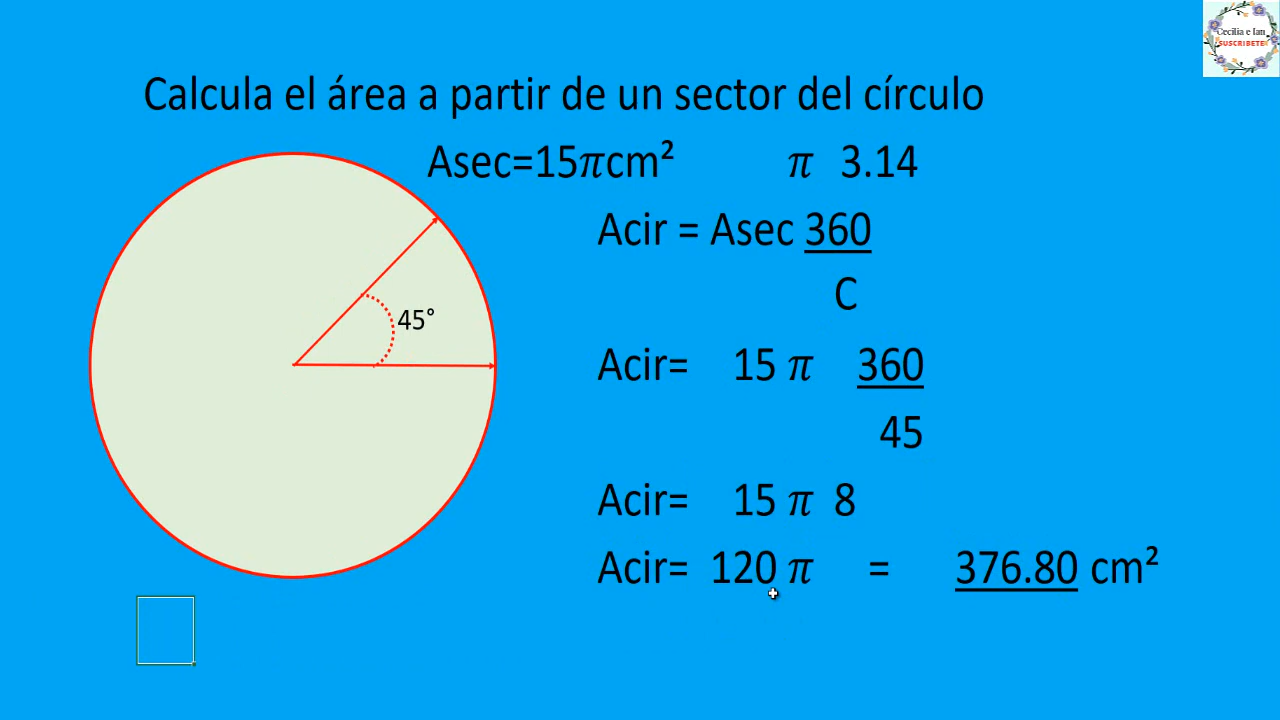 Cecilia e Ian
SUSCRIBETE
Calcula el área a partir de un sector del círculo
Asec=15πcm² π 3.14
Acir = Asec 360
C
45°
Acir= 15 π 360
45
Acir= 15 π 8
Acir= 120 π = 376.80 cm²